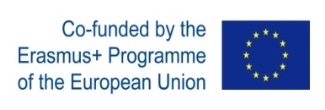 Co-funded by the
Erasmus+ Programme
of the European Union